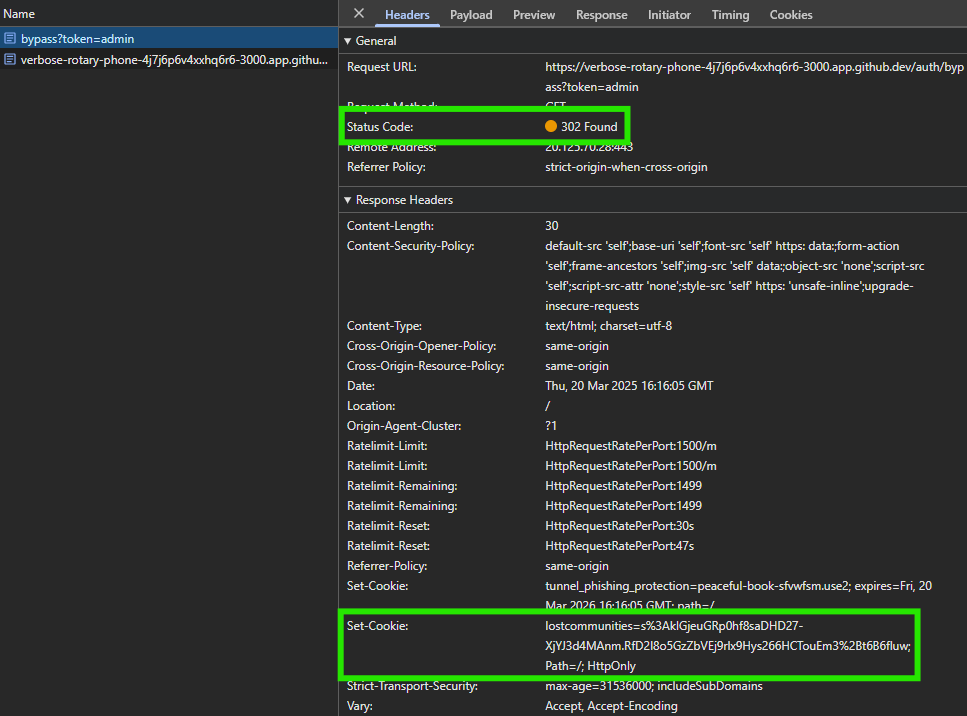 Name
Headers Payload Preview Response Initiator Timing Cookies
bypass?token=admin
verbose-rotary-phone-4j7j6p6v4xxhq6r6-3000.app.githu...
General
Request URL: https://verbose-rotary-phone-4j7j6p6v4xxhq6r6-3000.app.github.dev/auth/byp
ass?token=admin
Request Method: GET
Status Code: 302 Found
Remote Address: 20.125.70.28:443
Referrer Policy: strict-origin-when-cross-origin
Response Headers
Content-Length: 30
Content-Security-Policy: default-src 'self';base-uri 'self';font-src 'self' https: data:;form-action
'self';frame-ancestors 'self';img-src 'self' data:;object-src 'none';script-src
'self';script-src-attr 'none';style-src 'self' https: 'unsafe-inline';upgrade-
insecure-requests
Content-Type: text/html; charset=utf-8
Cross-Origin-Opener-Policy: same-origin
Cross-Origin-Resource-Policy: same-origin
Date: Thu, 20 Mar 2025 16:16:05 GMT
Location: /
Origin-Agent-Cluster: ?1
Ratelimit-Limit: HttpRequestRatePerPort:1500/m
Ratelimit-Limit: HttpRequestRatePerPort:1500/m
Ratelimit-Remaining: HttpRequestRatePerPort:1499
Ratelimit-Remaining: HttpRequestRatePerPort:1499
Ratelimit-Reset: HttpRequestRatePerPort:30s
Ratelimit-Reset: HttpRequestRatePerPort:47s
Referrer-Policy: same-origin
Set-Cookie: tunnel_phishing_protection=peaceful-book-sfvwfsm.use2; expires=Fri, 20
Mar 2026 16:16:05 GMT; path=/
Set-Cookie: lostcommunities=s%3AklGjeuGRp0hf8saDHD27-
XjYJ3d4MAnm.RfD2I8o5GzZbVEj9rIx9Hys266HCTouEm3%2Bt6B6fluw;
Path=/; HttpOnly
Strict-Transport-Security: max-age=31536000; includeSubDomains
Vary: Accept, Accept-Encoding